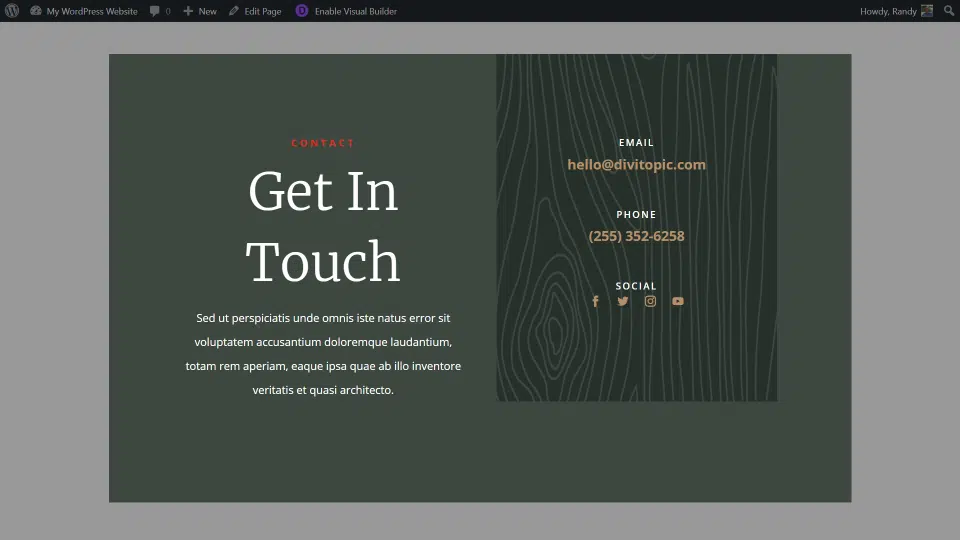 My WordPress Website 0 New Edit Page Enable Visual Builder Howdy, Randy
CONTACT
Get In
Touch
Sed ut perspiciatis unde omnis iste natus error sit
voluptatem accusantium doloremque laudantium,
totam rem aperiam, eaque ipsa quae ab illo inventore
veritatis et quasi architecto.
EMAIL
hello@divitopic.com
PHONE
(255) 352-6258
SOCIAL